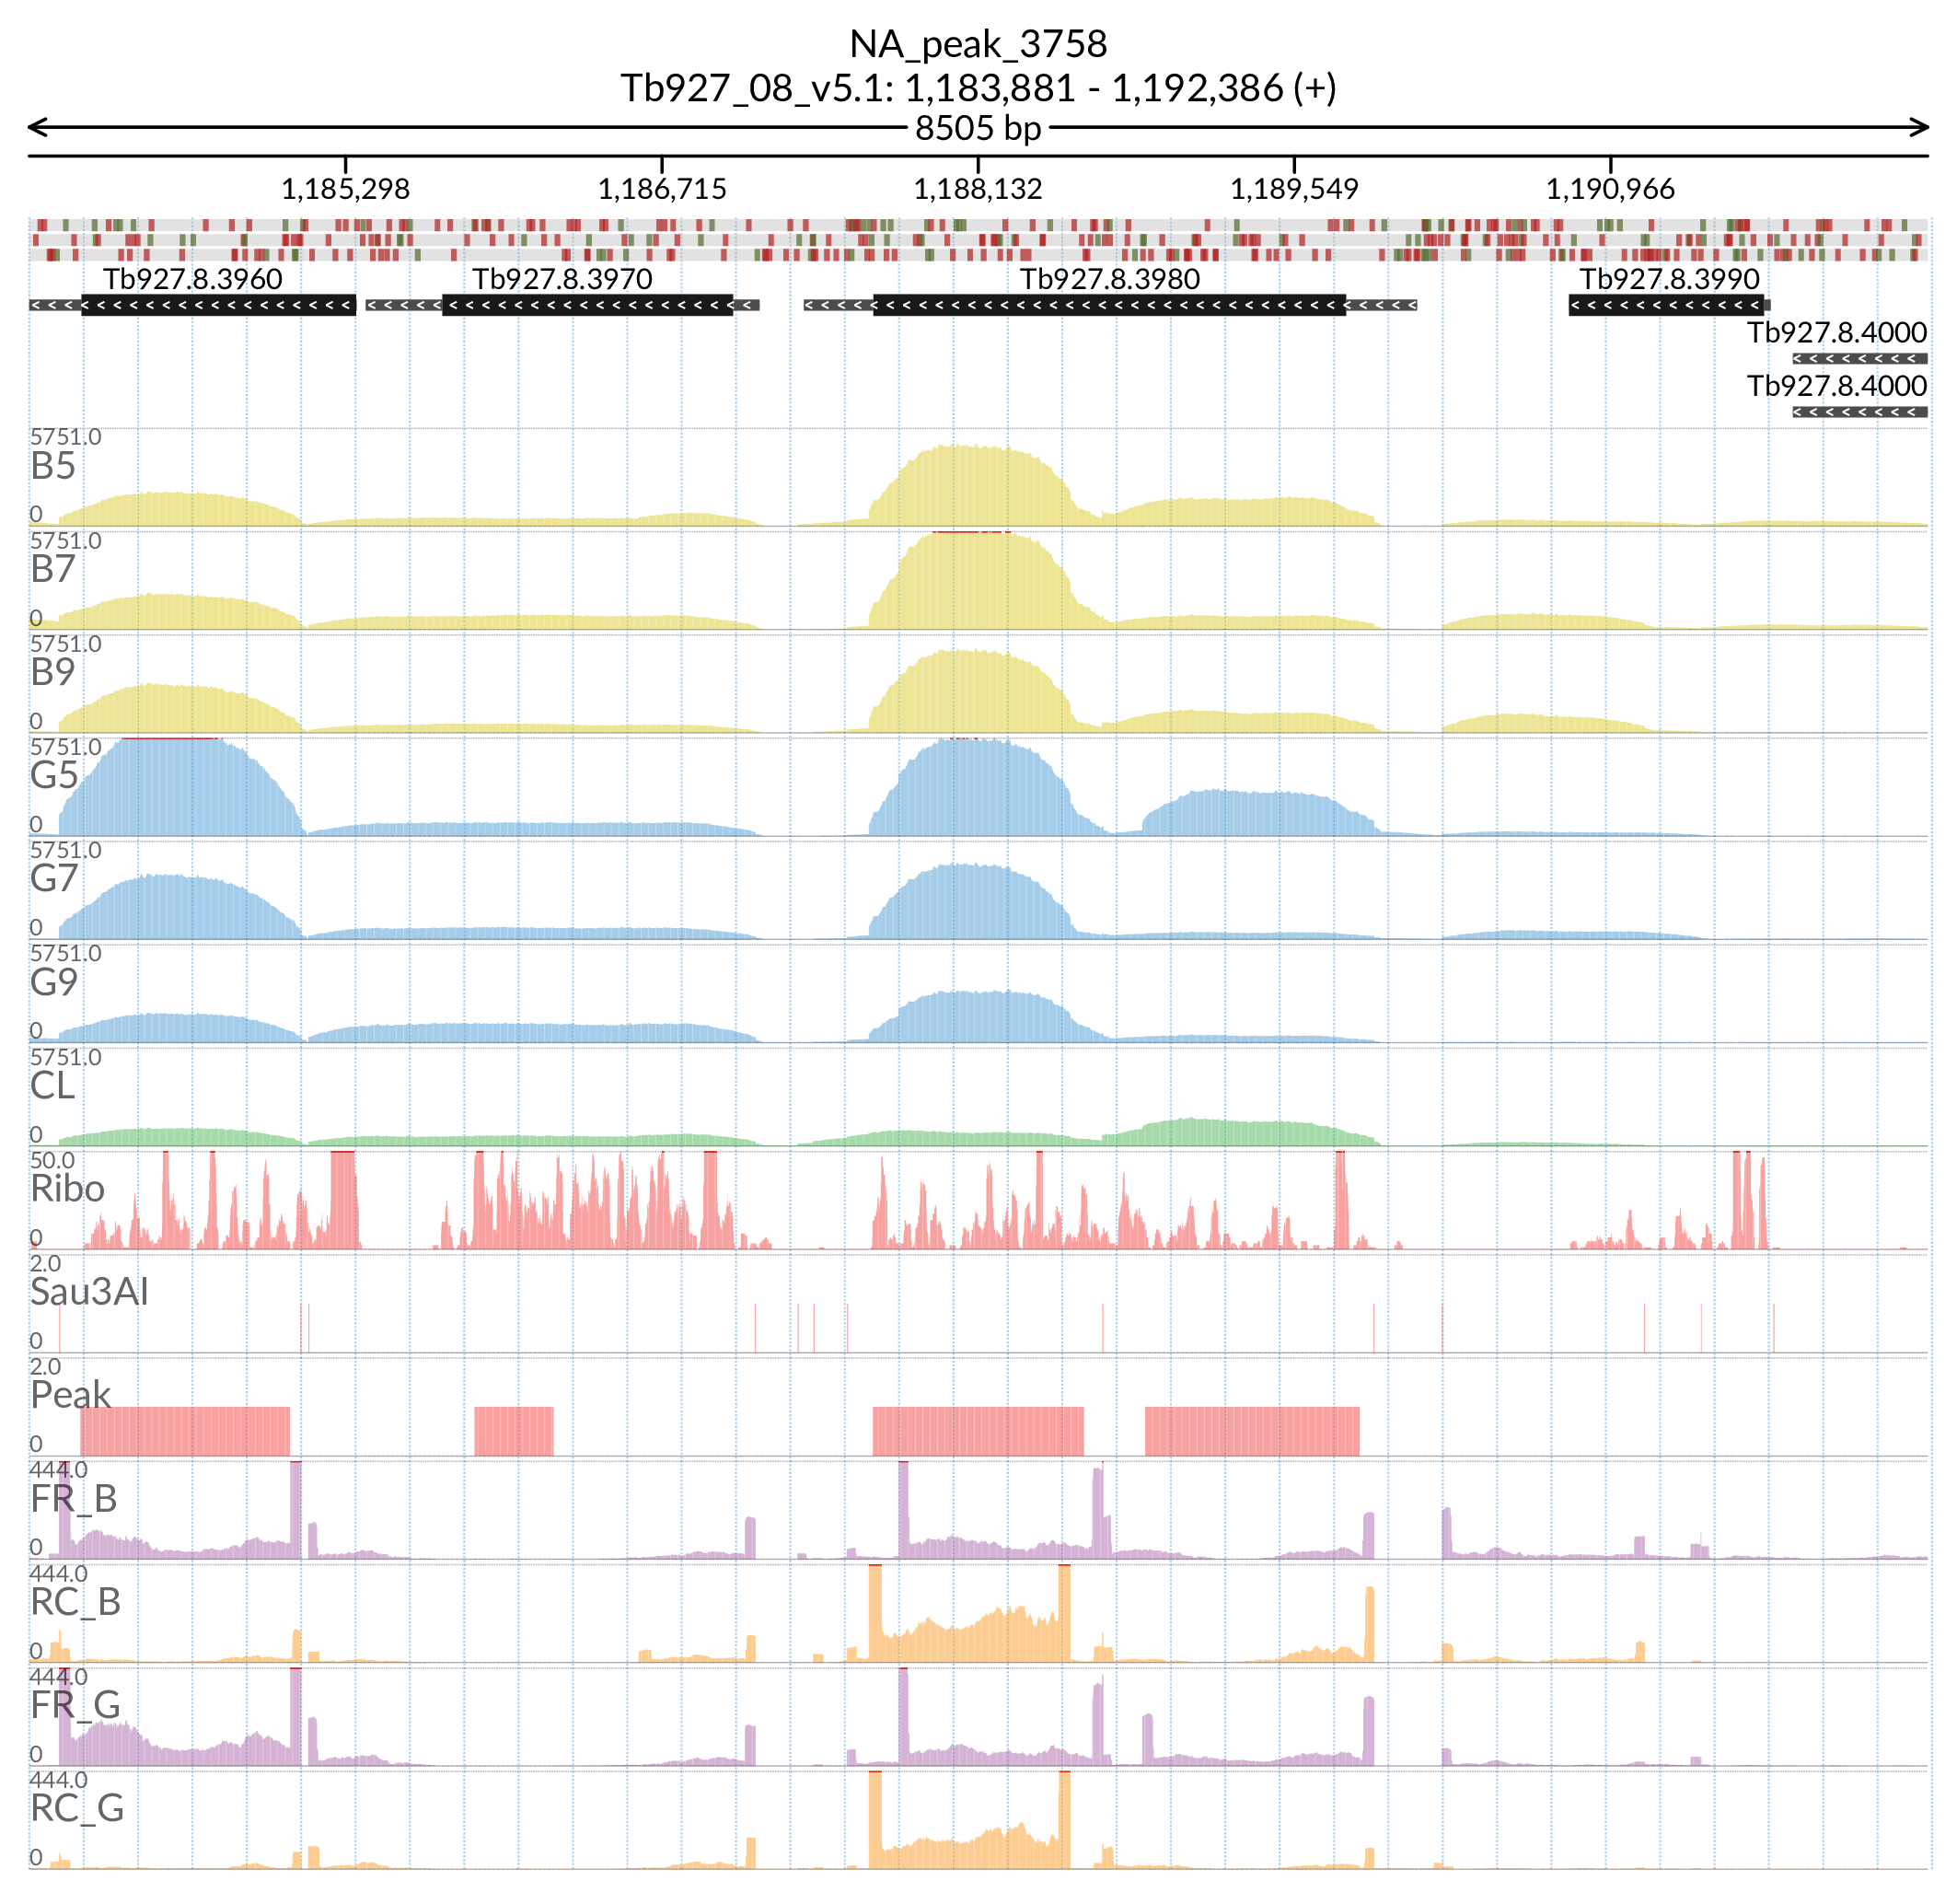 NA_peak_3758
Tb927_08_v5.1: 1,183,881 - 1,192,386 (+)
8505 bp
1,185,298 1,186,715 1,188,132 1,189,549 1,190,966
Tb927.8.3960 Tb927.8.3970 Tb927.8.3980 Tb927.8.3990
Tb927.8.4000
Tb927.8.4000
5751.0
B5
0
5751.0
B7
0
5751.0
B9
0
5751.0
G5
0
5751.0
G7
0
5751.0
G9
0
5751.0
CL
0
50.0
Ribo
0
2.0
Sau3AI
0
2.0
Peak
0
444.0
FR_B
0
444.0
RC_B
0
444.0
FR_G
0
444.0
RC_G
0